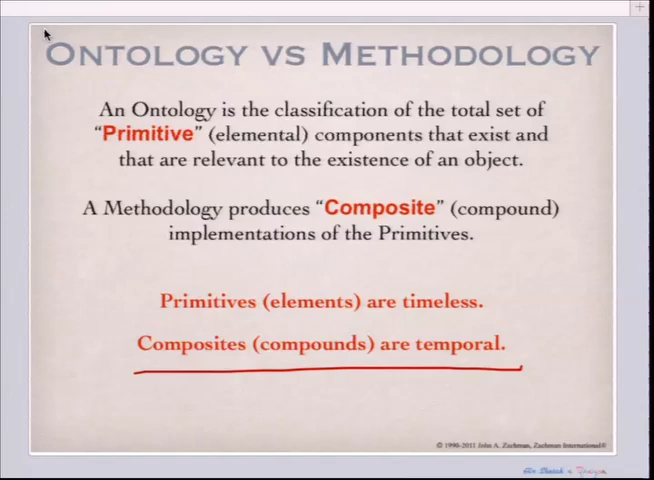 ONTOLOGY VS METHODOLOGY
An Ontology is the classification of the total set of
“Primitive” (elemental) components that exist and
that are relevant to the existence of an object.
A Methodology produces “Composite” (compound)
implementations of the Primitives.
Primitives (elements) are timeless.
Composites (compounds) are temporal.
© 1990-2011 John A. Zachman, Zachman International®